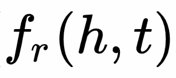 f_r(h, t)